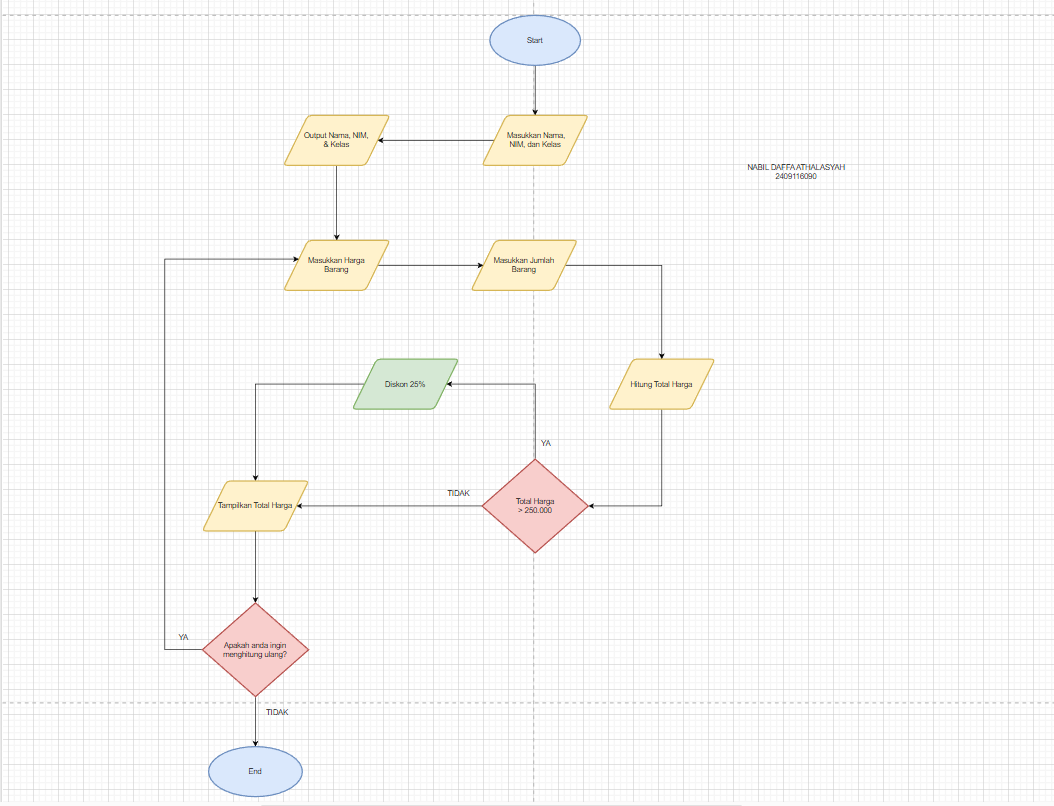 Start
Output Nama, NIM,
& Kelas
Masukkan Nama,
NIM, dan Kelas
NABIL DAFFA ATHALASYAH
2409116090
Masukkan Harga
Barang
Masukkan Jumlah
Barang
Diskon 25%
Hitung Total Harga
YA
TIDAK
Tampilkan Total Harga
Total Harga
> 250.000
YA
Apakah anda ingin
menghitung ulang?
TIDAK
End